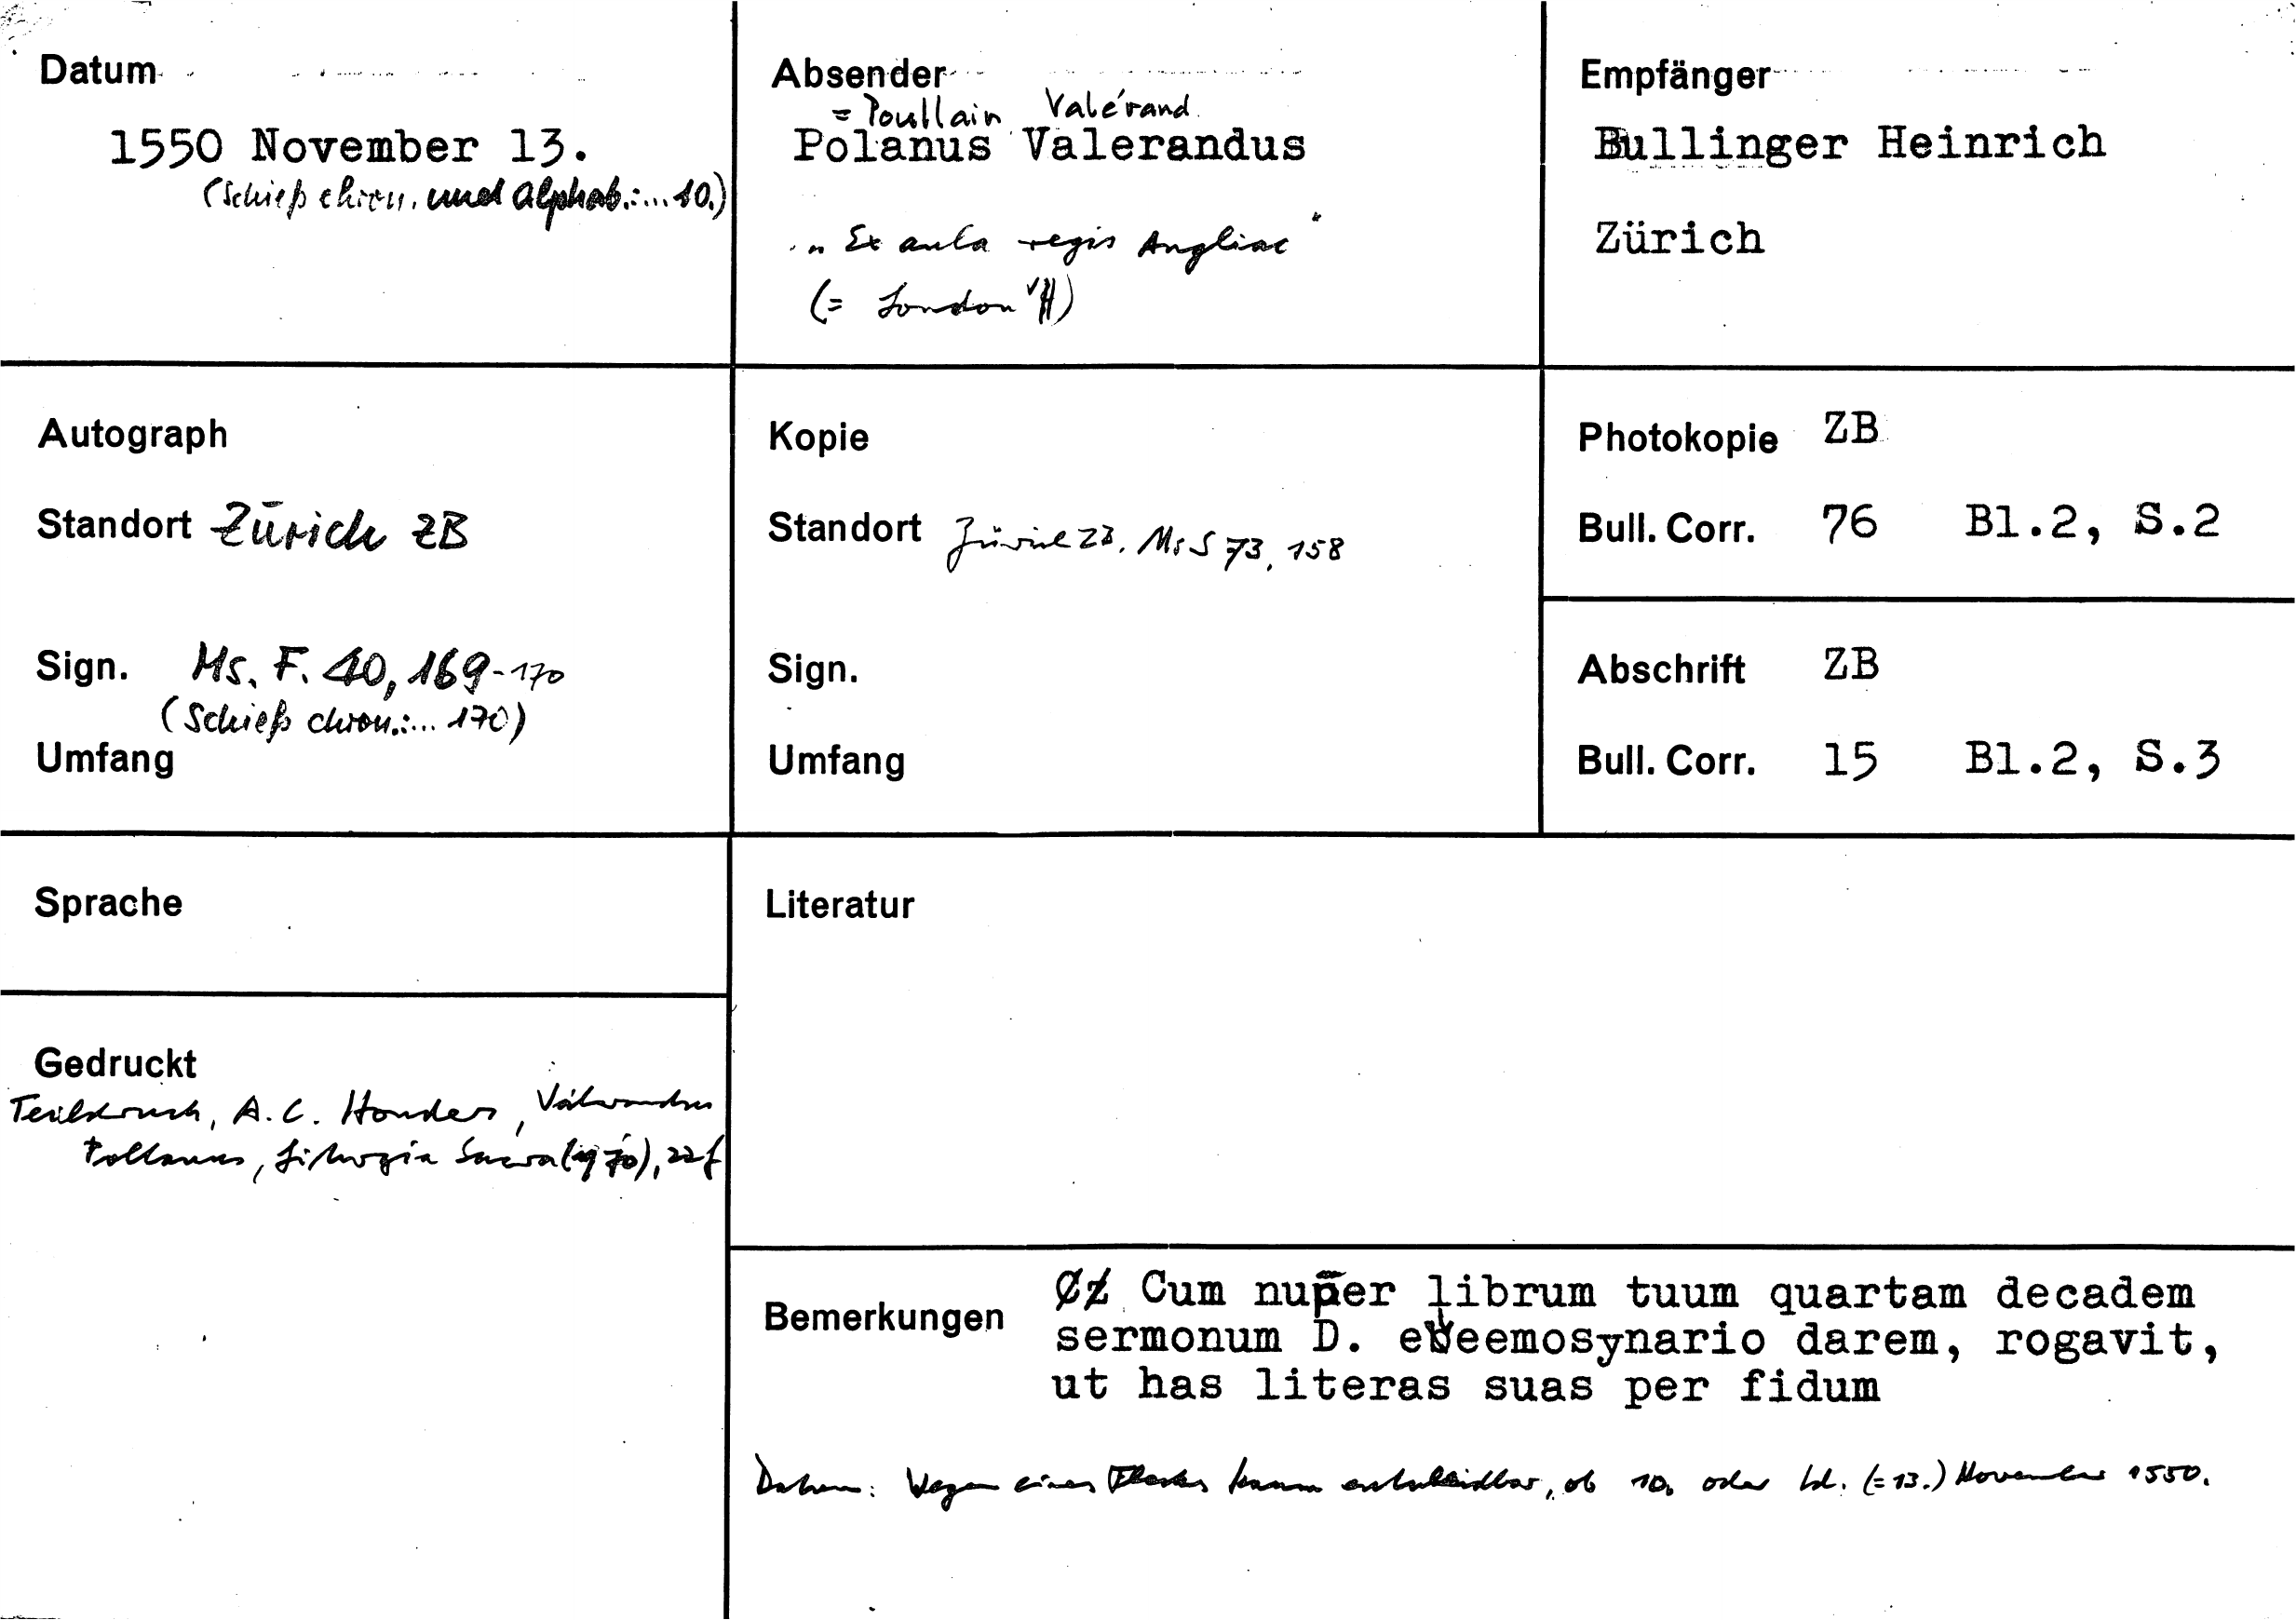 Datum
1550 November 13.
(Schieß chron. und alphab.:...10.)
Absender
= Poullain Valérand
Polanus Valerandus
„Ex aula regis Angliae"
(= London)
Empfänger
Bullinger Heinrich
Zürich
Autograph
Standort Zürich ZB
Sign. Ms. F. 40, 169-170
(Schieß chron.:... 170)
Umfang
Kopie
Standort Zürich ZB, Ms S 73, 158
Sign.
Umfang
Photokopie ZB
Bull. Corr. 76 Bl.2, S.2
Abschrift ZB
Bull. Corr. 15 Bl.2, S.3
Sprache
Gedruckt
Teildruck, A.C. Honders, Valerandus
Pollanus, Liturgia Sacra (1970), 22f
Literatur
Bemerkungen
Cum nuper librum tuum quartam decadem
sermonum D. eleemosynario darem, rogavit,
ut has literas suas per fidum
Datum: Wegen eines Flecks kaum entscheidbar, ob 10. oder Id. (=13.) November 1550.